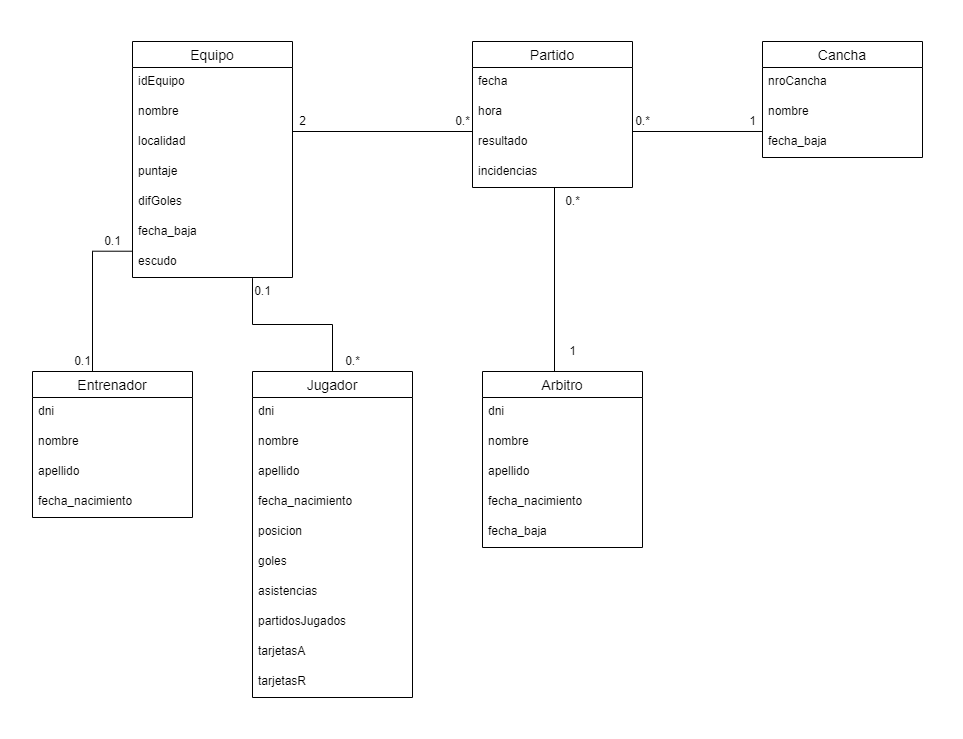 Equipo
idEquipo
nombre
localidad
puntaje
difGoles
fecha_baja
escudo
2
0.*
Partido
fecha
hora
resultado
incidencias
0.*
1
Cancha
nroCancha
nombre
fecha_baja
0.1
0.1
0.1
0.*
0.*
1
Entrenador
dni
nombre
apellido
fecha_nacimiento
Jugador
dni
nombre
apellido
fecha_nacimiento
posicion
goles
asistencias
partidosJugados
tarjetasA
tarjetasR
Arbitro
dni
nombre
apellido
fecha_nacimiento
fecha_baja